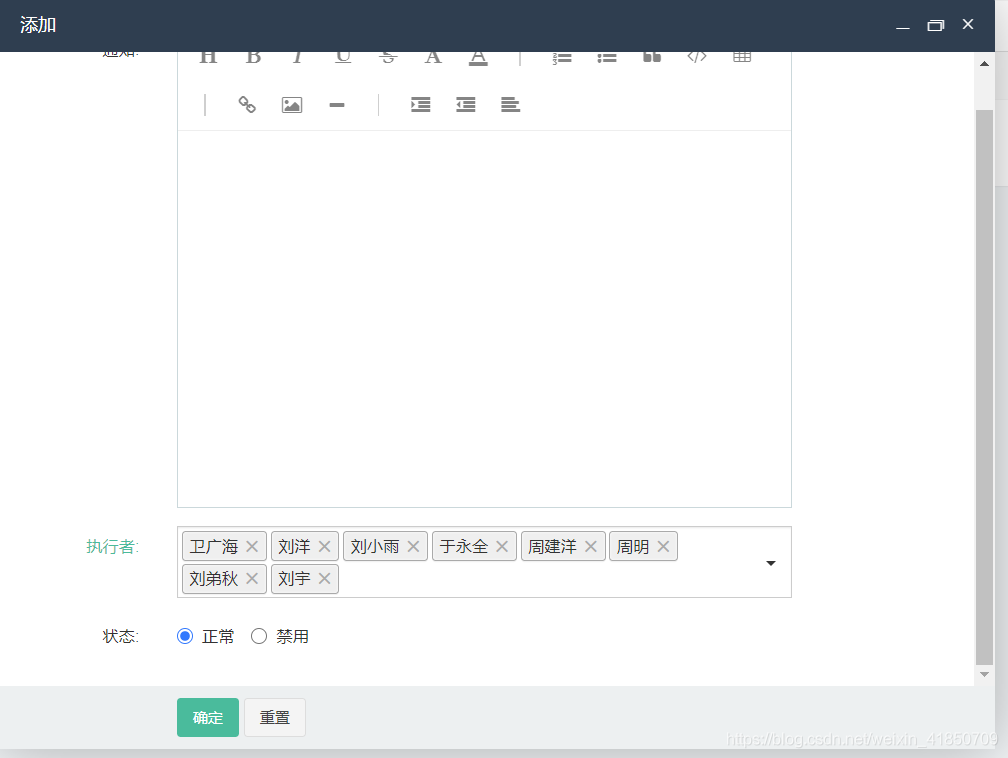 添加
通知:
H B I U S A A
执行者:
卫广海 刘洋 刘小雨 于永全 周建洋 周明
刘弟秋 刘宇
状态: 正常 禁用
确定 重置
https://blog.csdn.net/weixin_41850709